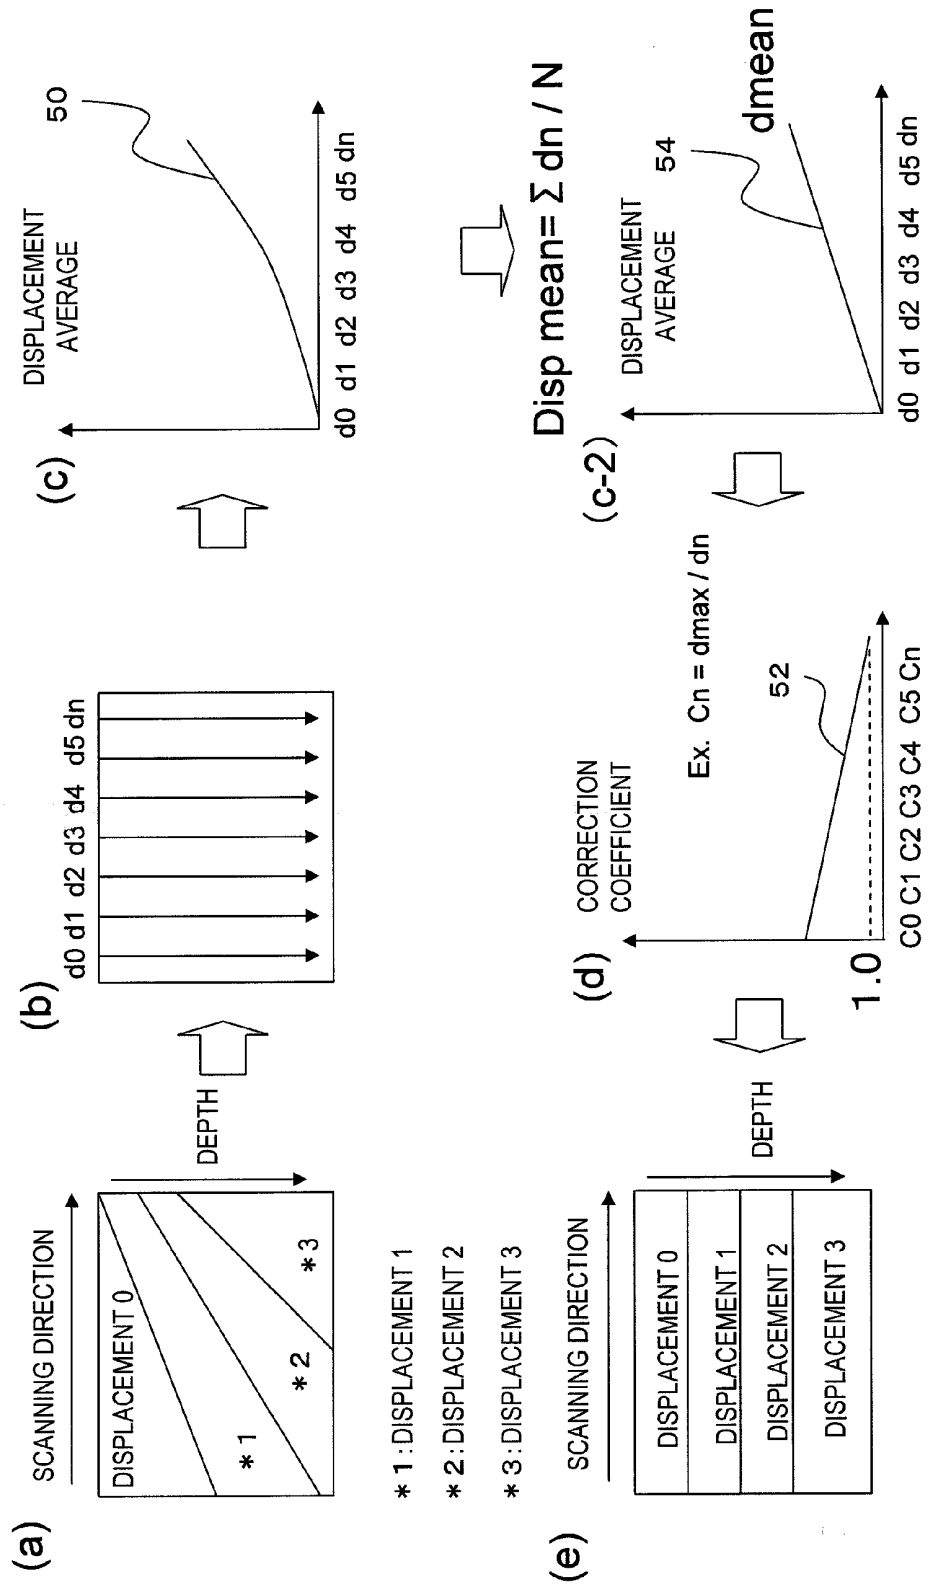 (a)
SCANNING DIRECTION
DISPLACEMENT 0
*1
*2
*3
DEPTH
*1:DISPLACEMENT 1
*2:DISPLACEMENT 2
*3:DISPLACEMENT 3
(b)
d0 d1 d2 d3 d4 d5 dn
(c)
DISPLACEMENT
AVERAGE
50
d0 d1 d2 d3 d4 d5 dn
Disp mean= Σ dn / N
(c-2)
DISPLACEMENT
AVERAGE
54
dmean
d0 d1 d2 d3 d4 d5 dn
(d)
CORRECTION
COEFFICIENT
Ex. Cn = dmax / dn
52
1.0
C0 C1 C2 C3 C4 C5 Cn
(e)
SCANNING DIRECTION
DISPLACEMENT 0
DISPLACEMENT 1
DISPLACEMENT 2
DISPLACEMENT 3
DEPTH